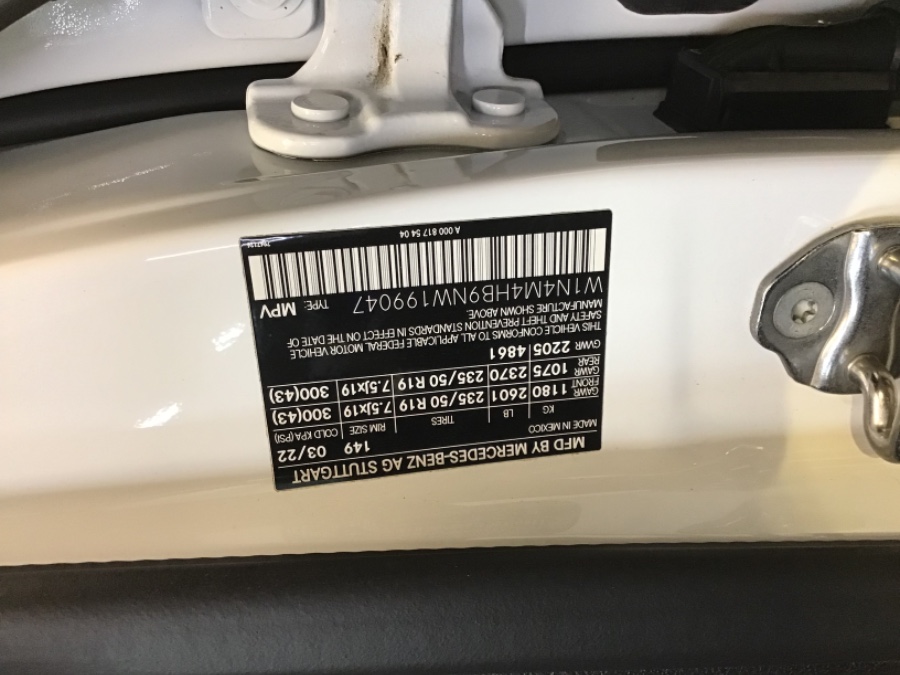 MFD BY MERCEDES-BENZ AG STUTTGART
MADE IN MEXICO 149 03/22
KG LB TIRES RIM SIZE COLD KPA(PSI)
GAWR FRONT 1180 2601 235/50 R19 7.5Jx19 300(43)
GAWR REAR 1075 2370 235/50 R19 7.5Jx19 300(43)
GVWR 2205 4861
THIS VEHICLE CONFORMS TO ALL APPLICABLE FEDERAL MOTOR VEHICLE
SAFETY AND THEFT PREVENTION STANDARDS IN EFFECT ON THE DATE OF
MANUFACTURE SHOWN ABOVE.
W1N4M4HB9NW199047 TYPE: MPV
A 000 817 54 04